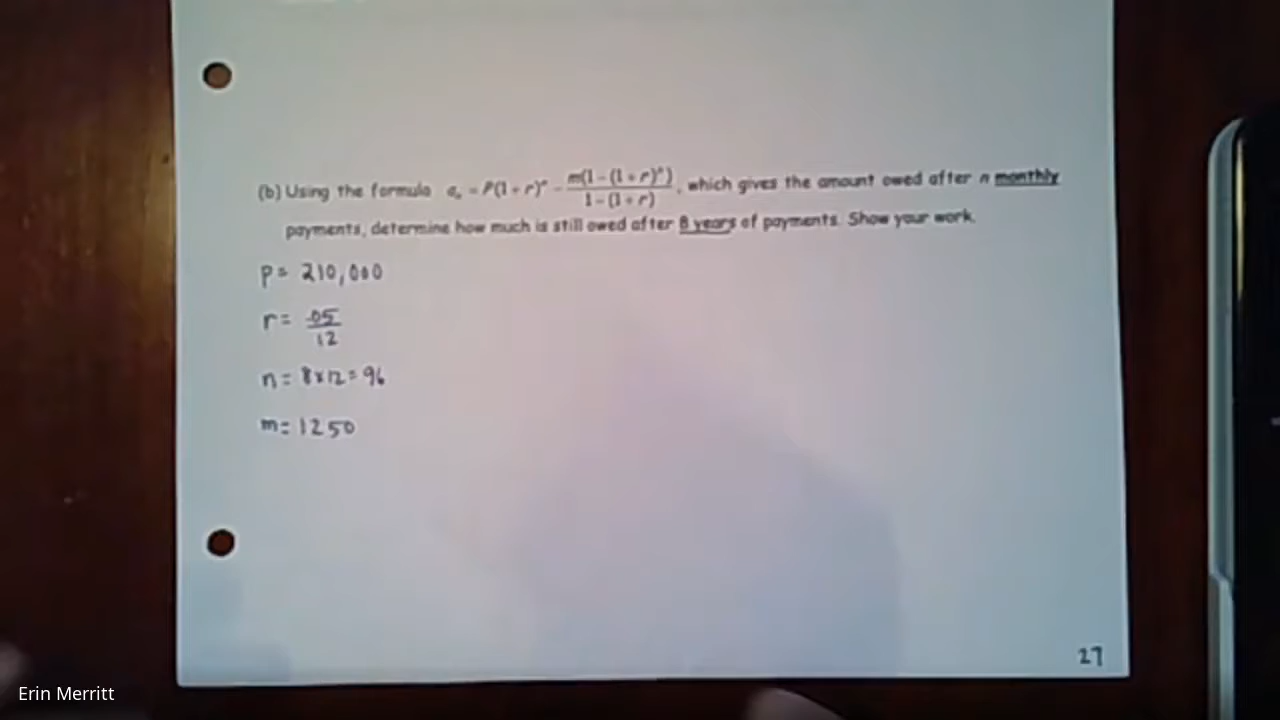 (b) Using the formula aₙ = P(1 + r)ⁿ - m(1 - (1 + r)ⁿ) / 1 - (1 + r), which gives the amount owed after n monthly
payments, determine how much is still owed after 8 years of payments. Show your work.
P = 210,000
r = .05/12
n = 8x12 = 96
m = 1250
27
Erin Merritt